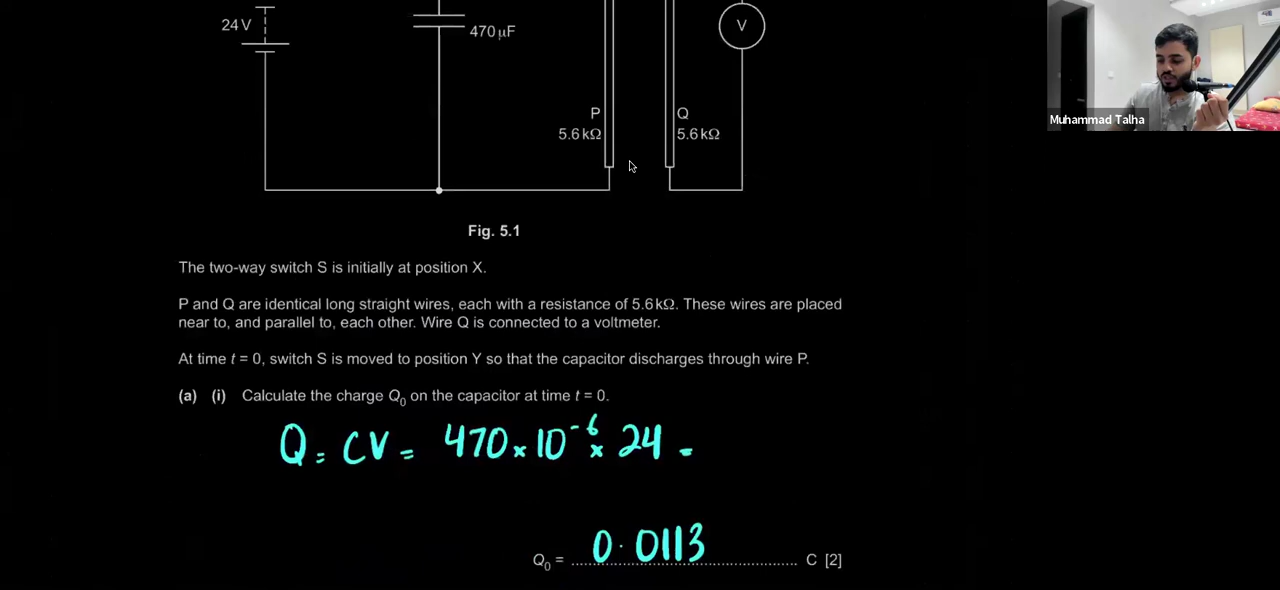 24 V
470 μF
V
P
5.6 kΩ
Q
5.6 kΩ
Muhammad Talha
Fig. 5.1
The two-way switch S is initially at position X.
P and Q are identical long straight wires, each with a resistance of 5.6 kΩ. These wires are placed
near to, and parallel to, each other. Wire Q is connected to a voltmeter.
At time t = 0, switch S is moved to position Y so that the capacitor discharges through wire P.
(a) (i) Calculate the charge Q₀ on the capacitor at time t = 0.
Q = CV = 470 × 10⁻⁶ × 24 =
0.0113
Q₀ = ................................................ C [2]